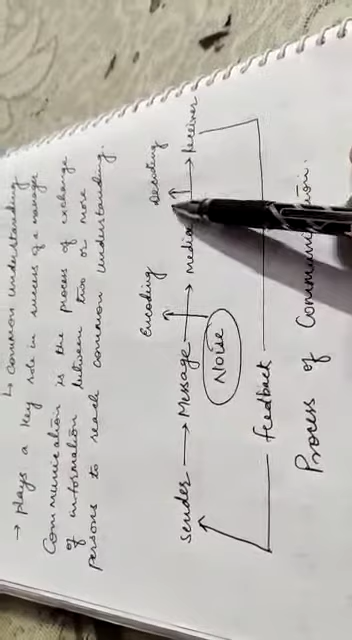 ↳ Common understanding
→ plays a key role in success of a manager
Communication is the process of exchange
of information between two or more
persons to reach common understanding.
Encoding Decoding
Sender → Message → Media → Receiver
Noise
Feedback
Process of Communication.